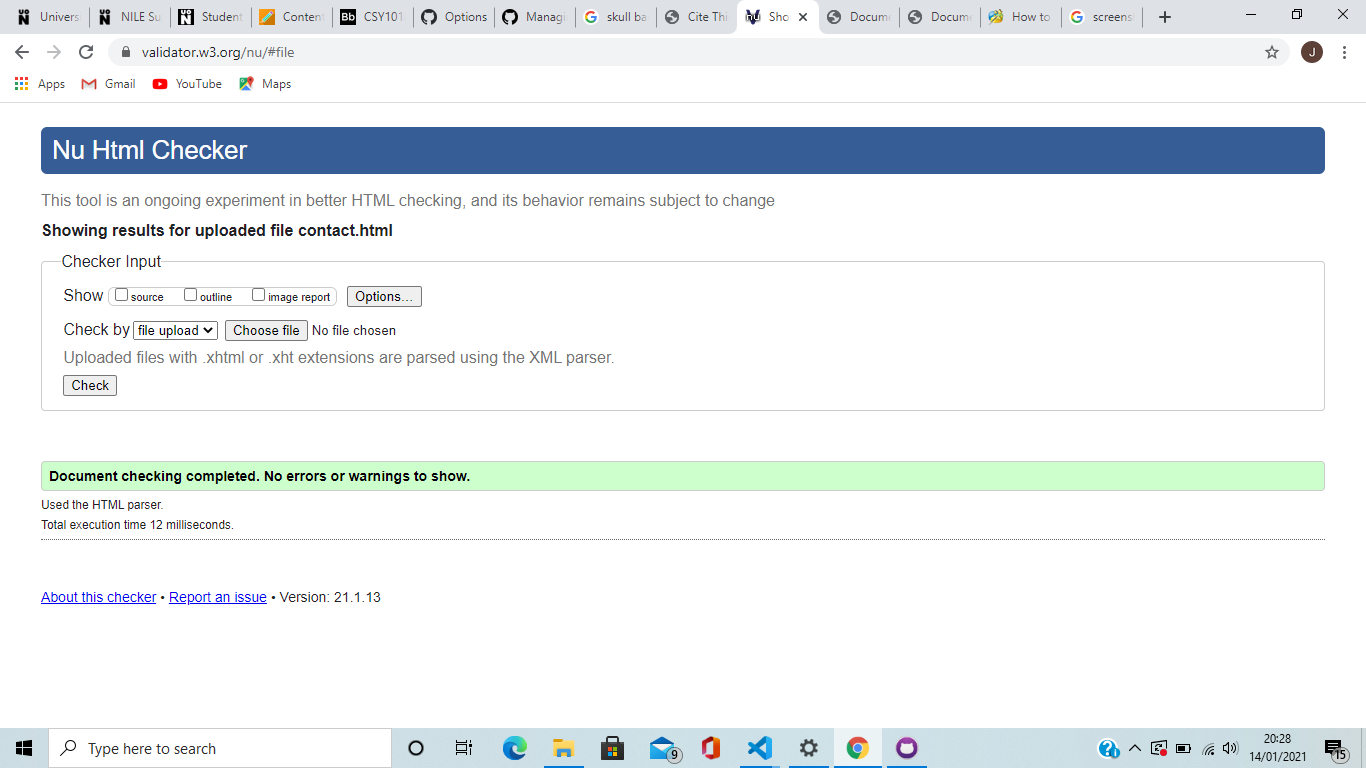 Univers NILE Su Student Content Bb CSY101 Options Managi skull ba Cite Thi Sho Docume Docume How to screens
validator.w3.org/nu/#file J
Apps Gmail YouTube Maps
Nu Html Checker
This tool is an ongoing experiment in better HTML checking, and its behavior remains subject to change
Showing results for uploaded file contact.html
Checker Input
Show source outline image report Options...
Check by file upload Choose file No file chosen
Uploaded files with .xhtml or .xht extensions are parsed using the XML parser.
Check
Document checking completed. No errors or warnings to show.
Used the HTML parser.
Total execution time 12 milliseconds.
About this checker • Report an issue • Version: 21.1.13
Type here to search 9 20:28 15
14/01/2021